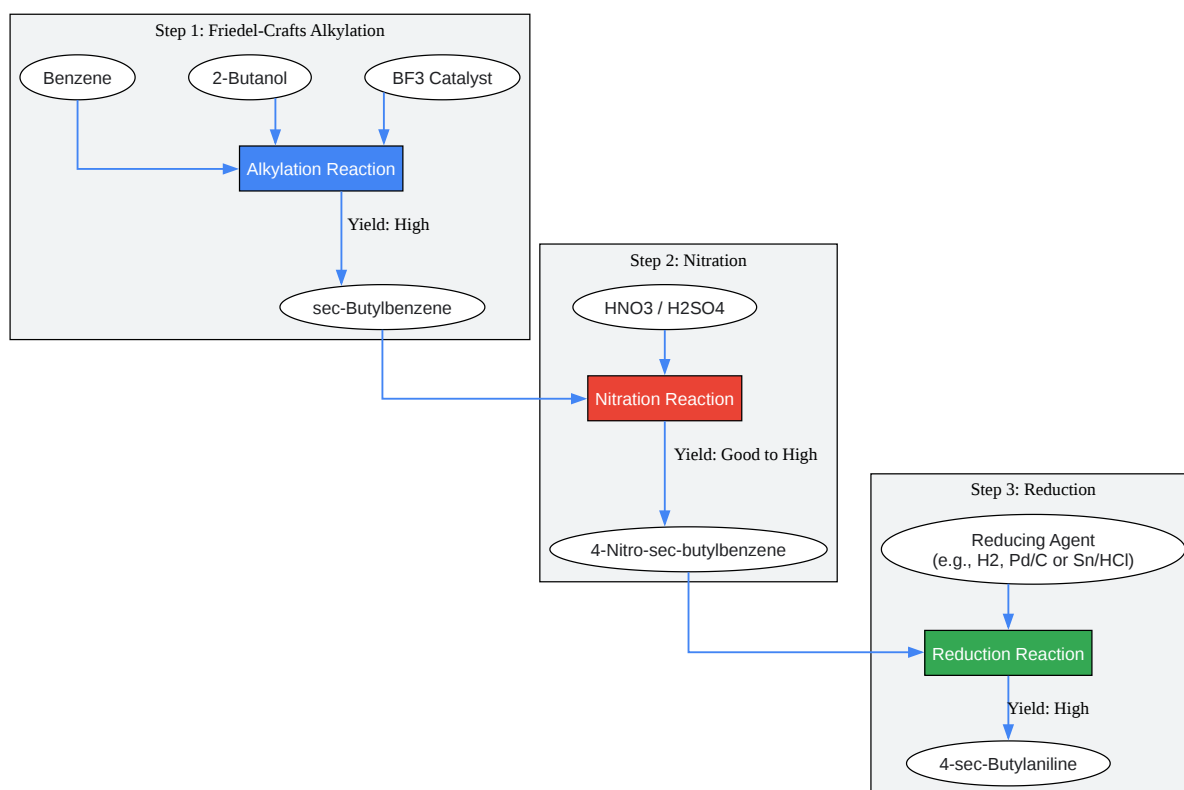 Step 1: Friedel-Crafts Alkylation
Benzene
2-Butanol
BF3 Catalyst
Alkylation Reaction
Yield: High
sec-Butylbenzene
Step 2: Nitration
HNO3 / H2SO4
Nitration Reaction
Yield: Good to High
4-Nitro-sec-butylbenzene
Step 3: Reduction
Reducing Agent
(e.g., H2, Pd/C or Sn/HCl)
Reduction Reaction
Yield: High
4-sec-Butylaniline